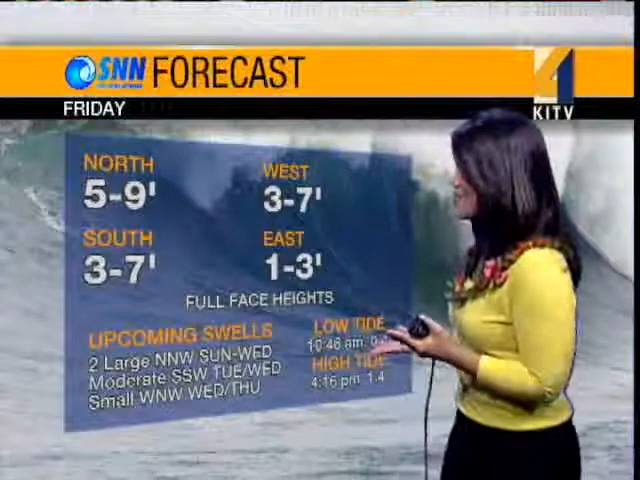 SNN FORECAST
4
FRIDAY
KITV
NORTH
5-9'
WEST
3-7'
SOUTH
3-7'
EAST
1-3'
FULL FACE HEIGHTS
UPCOMING SWELLS
2 Large NNW SUN-WED
Moderate SSW TUE/WED
Small WNW WED/THU
LOW TIDE
10:46 am
HIGH TIDE
4:16 pm 1.4